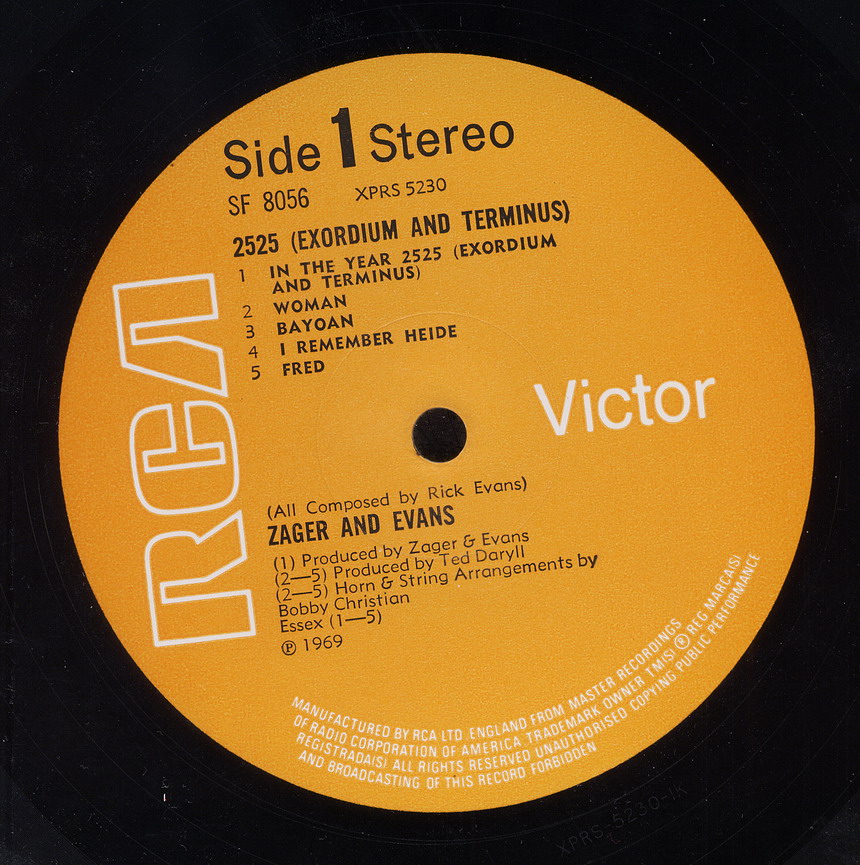 Side 1 Stereo
SF 8056 XPRS 5230
2525 (EXORDIUM AND TERMINUS)
1 IN THE YEAR 2525 (EXORDIUM
AND TERMINUS)
2 WOMAN
3 BAYOAN
4 I REMEMBER HEIDE
5 FRED
RCA
Victor
(All Composed by Rick Evans)
ZAGER AND EVANS
(1) Produced by Zager & Evans
(2—5) Produced by Ted Daryll
(2—5) Horn & String Arrangements by
Bobby Christian
Essex (1—5)
℗ 1969
MANUFACTURED BY RCA LTD .ENGLAND FROM MASTER RECORDINGS
OF RADIO CORPORATION OF AMERICA TRADEMARK OWNER TM(S) ® REG MARCA(S)
REGISTRADA(S) ALL RIGHTS RESERVED UNAUTHORISED COPYING PUBLIC PERFORMANCE
AND BROADCASTING OF THIS RECORD FORBIDDEN
XPRS 5230-1K